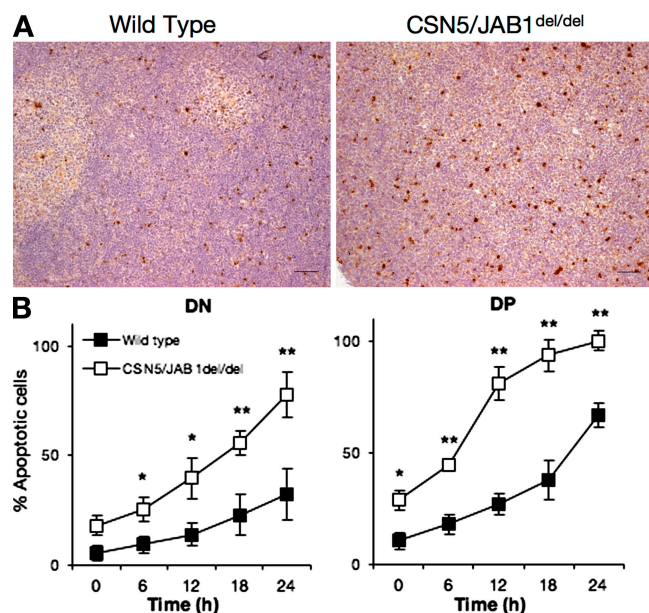 A
Wild Type
CSN5/JAB1del/del
B
DN
DP
Wild type
CSN5/JAB 1del/del
% Apoptotic cells
100
50
0
100
50
0
*
*
**
**
*
**
**
**
**
0 6 12 18 24
0 6 12 18 24
Time (h)
Time (h)